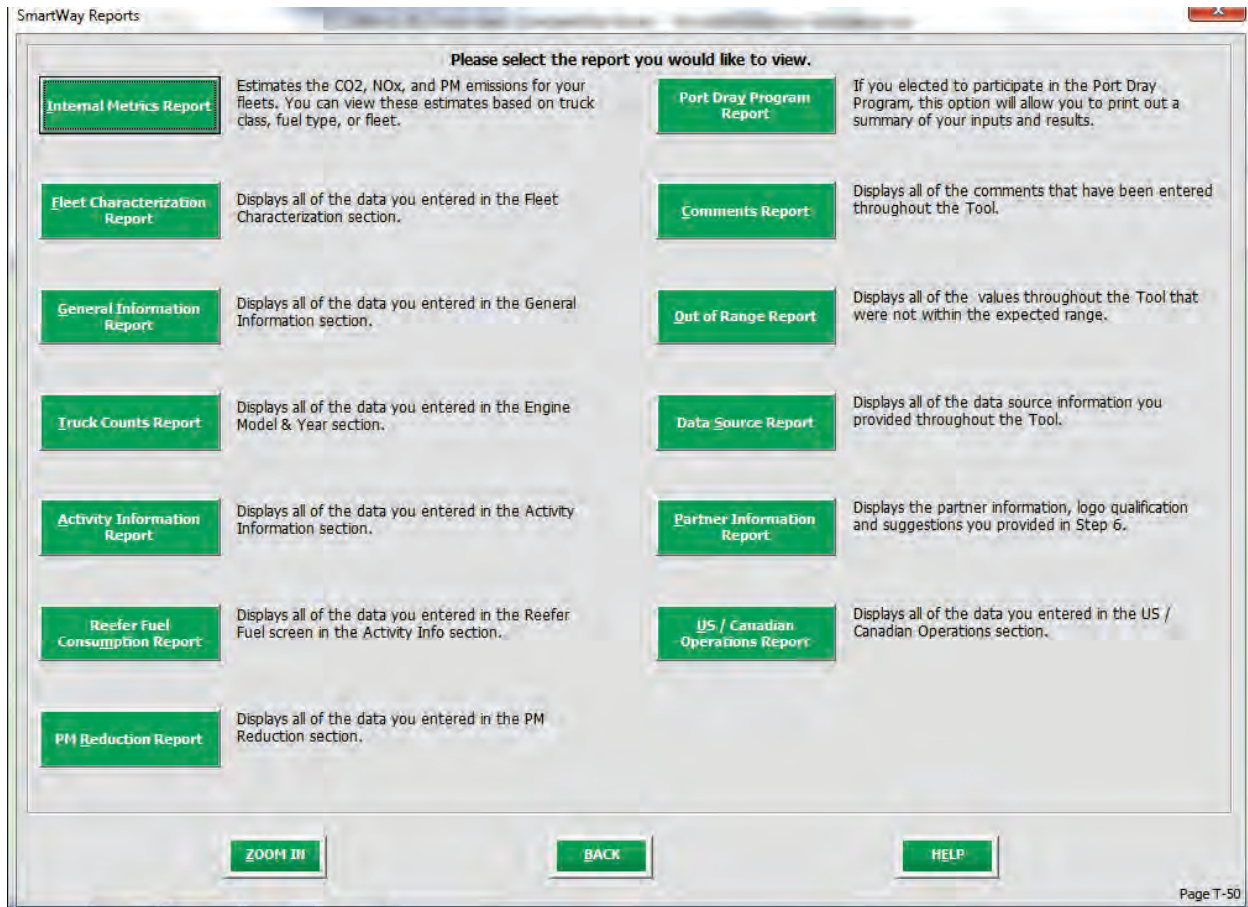 SmartWay Reports
Please select the report you would like to view.
Internal Metrics Report
Estimates the CO2, NOx, and PM emissions for your
fleets. You can view these estimates based on truck
class, fuel type, or fleet.
Fleet Characterization
Report
Displays all of the data you entered in the Fleet
Characterization section.
General Information
Report
Displays all of the data you entered in the General
Information section.
Truck Counts Report
Displays all of the data you entered in the Engine
Model & Year section.
Activity Information
Report
Displays all of the data you entered in the Activity
Information section.
Reefer Fuel
Consumption Report
Displays all of the data you entered in the Reefer
Fuel screen in the Activity Info section.
PM Reduction Report
Displays all of the data you entered in the PM
Reduction section.
Port Dray Program
Report
If you elected to participate in the Port Dray
Program, this option will allow you to print out a
summary of your inputs and results.
Comments Report
Displays all of the comments that have been entered
throughout the Tool.
Out of Range Report
Displays all of the values throughout the Tool that
were not within the expected range.
Data Source Report
Displays all of the data source information you
provided throughout the Tool.
Partner Information
Report
Displays the partner information, logo qualification
and suggestions you provided in Step 6.
US / Canadian
Operations Report
Displays all of the data you entered in the US /
Canadian Operations section.
ZOOM IN
BACK
HELP
Page T-50